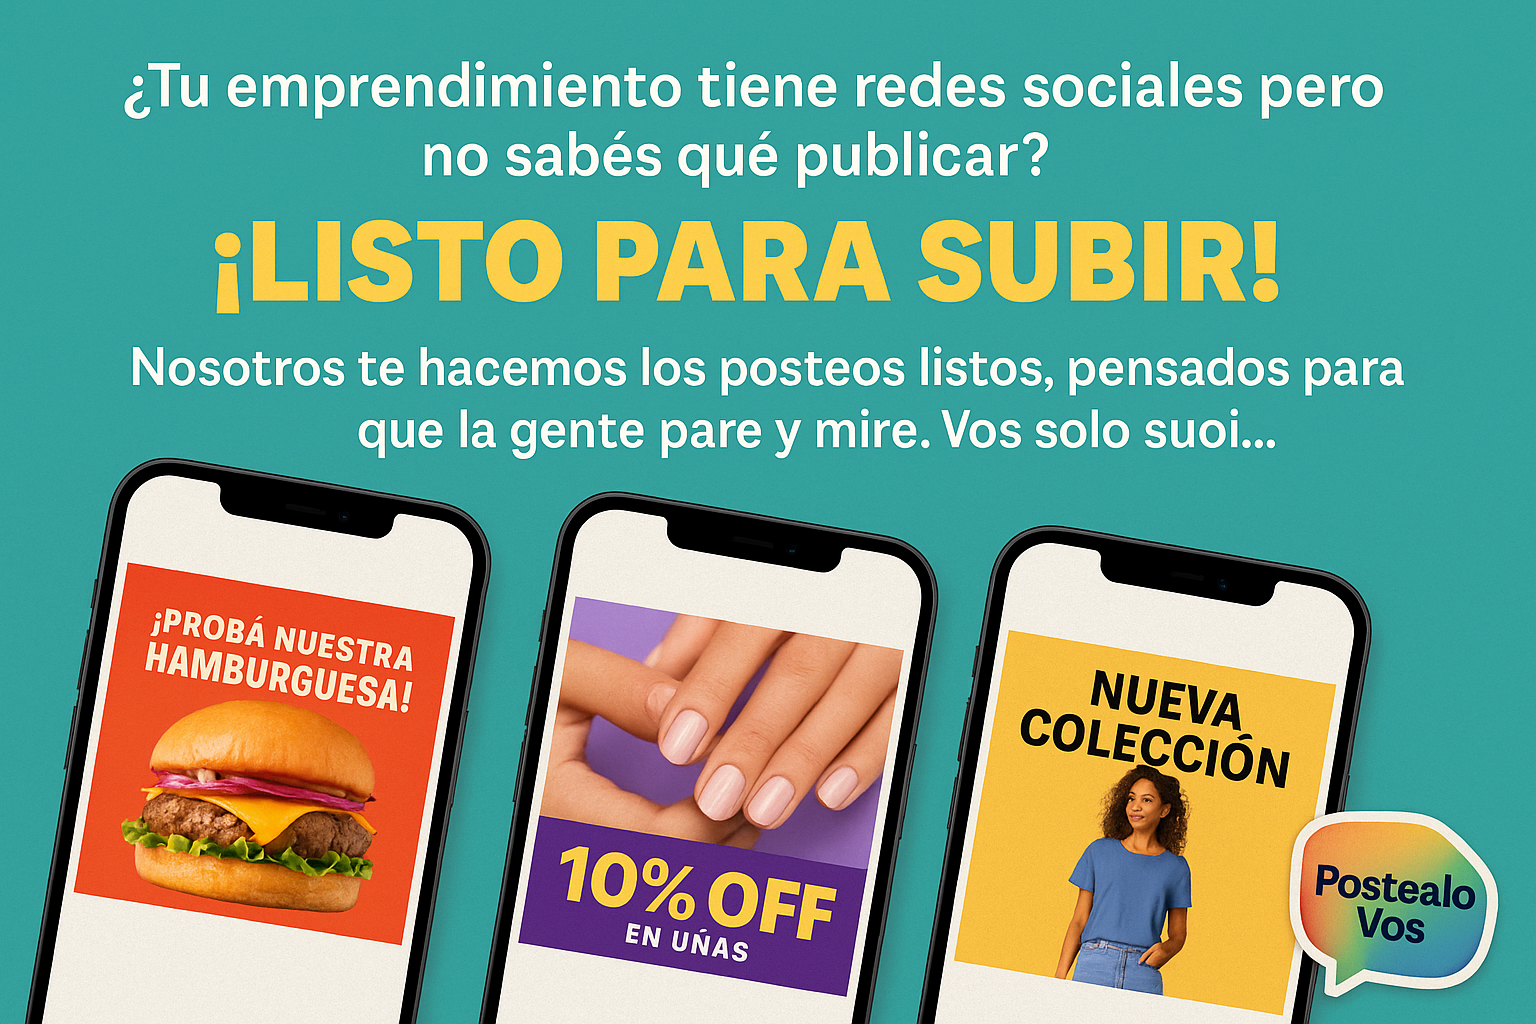 ¿Tu emprendimiento tiene redes sociales pero
no sabés qué publicar?
¡LISTO PARA SUBIR!
Nosotros te hacemos los posteos listos, pensados para
que la gente pare y mire. Vos solo suoi...
¡PROBÁ NUESTRA
HAMBURGUESA!
10% OFF
EN UÑAS
NUEVA
COLECCIÓN
Postealo
Vos